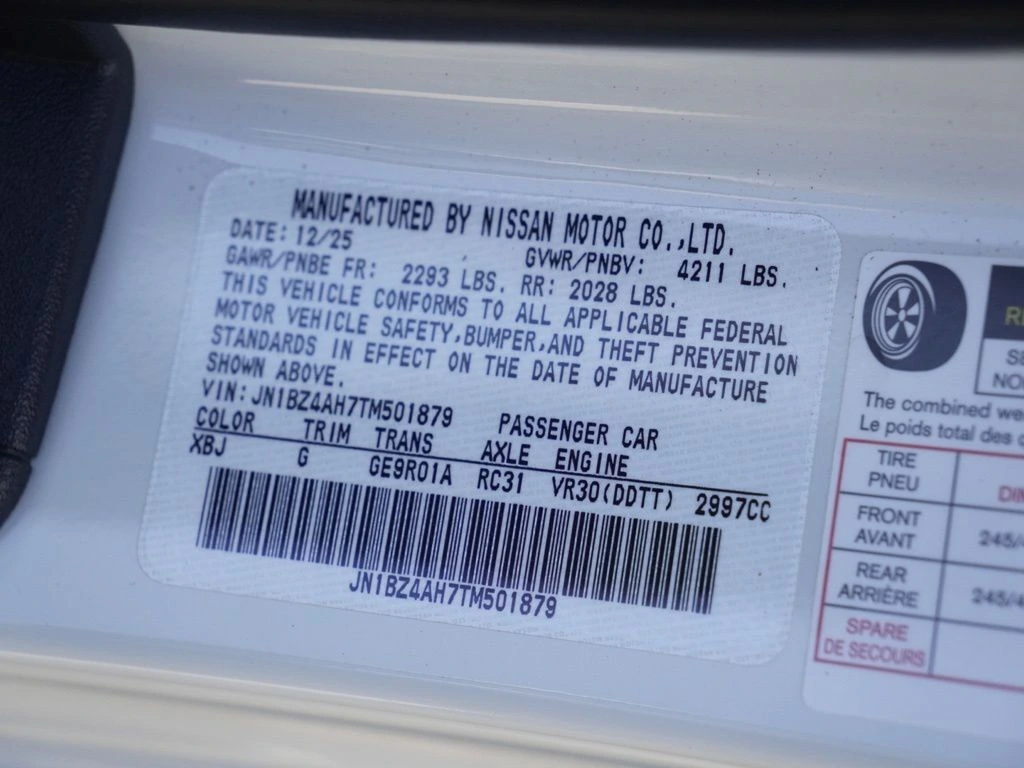 MANUFACTURED BY NISSAN MOTOR CO.,LTD.
DATE: 12/25 GVWR/PNBV: 4211 LBS.
GAWR/PNBE FR: 2293 LBS. RR: 2028 LBS.
THIS VEHICLE CONFORMS TO ALL APPLICABLE FEDERAL
MOTOR VEHICLE SAFETY,BUMPER,AND THEFT PREVENTION
STANDARDS IN EFFECT ON THE DATE OF MANUFACTURE
SHOWN ABOVE.
VIN:JN1BZ4AH7TM501879 PASSENGER CAR
COLOR TRIM TRANS AXLE ENGINE
XBJ G GE9R01A RC31 VR30(DDTT) 2997CC
JN1BZ4AH7TM501879
The combined
Le poids total des
TIRE
PNEU
FRONT
AVANT
245/
REAR
ARRIÈRE
245/
SPARE
DE SECOURS